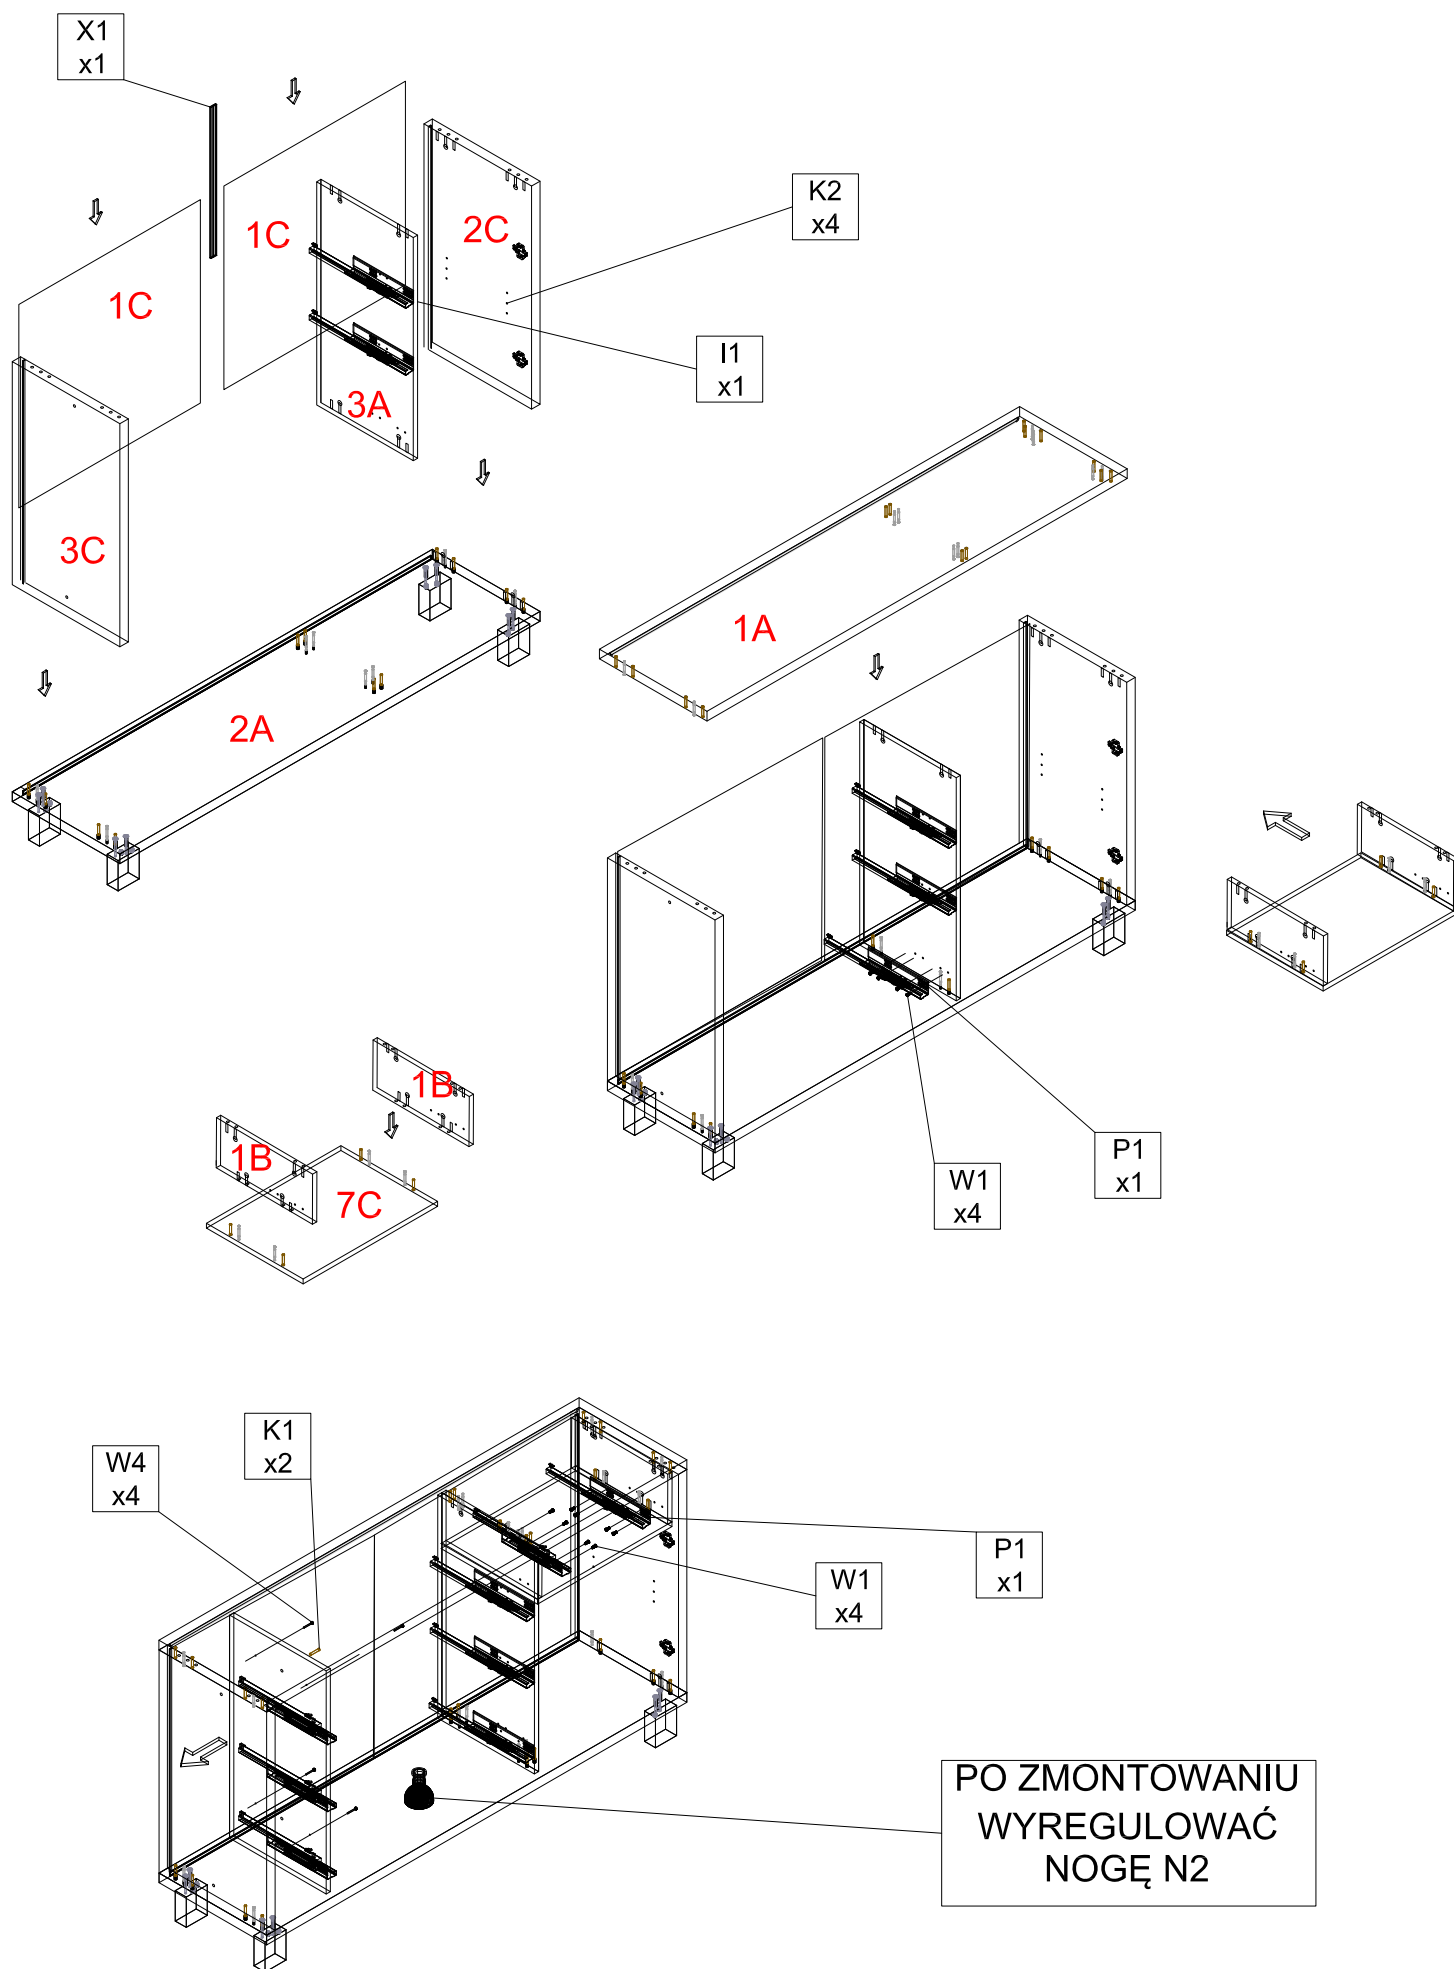 X1
x1
K2
x4
1C
2C
1C
I1
x1
3A
3C
1A
2A
1B
1B
7C
P1
x1
W1
x4
K1
x2
W4
x4
P1
x1
W1
x4
PO ZMONTOWANIU
WYREGULOWAĆ
NOGĘ N2